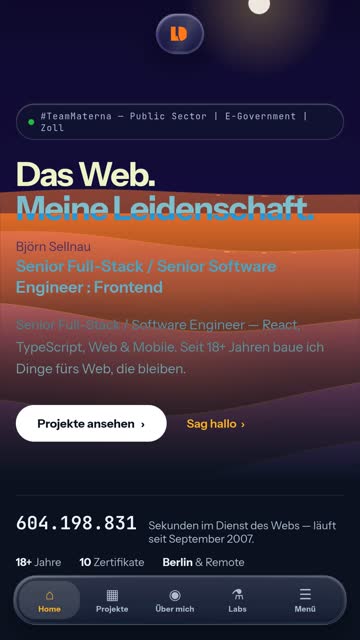 #TeamMaterna — Public Sector | E-Government |
Zoll
Das Web.
Meine Leidenschaft.
Björn Sellnau
Senior Full-Stack / Senior Software
Engineer : Frontend
Senior Full-Stack / Software Engineer — React,
TypeScript, Web & Mobile. Seit 18+ Jahren baue ich
Dinge fürs Web, die bleiben.
Projekte ansehen ›
Sag hallo ›
604.198.831
Sekunden im Dienst des Webs — läuft
seit September 2007.
18+ Jahre
10 Zertifikate
Berlin & Remote
Home
Projekte
Über mich
Labs
Menü